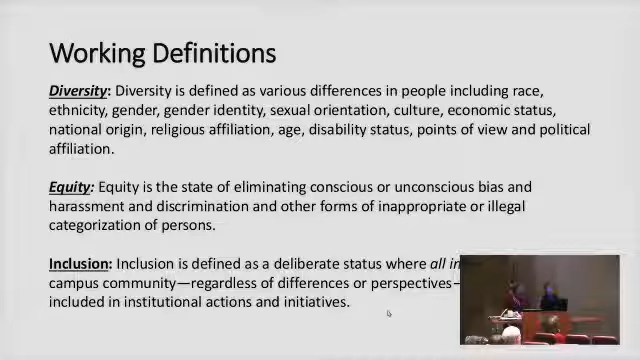 Working Definitions
Diversity: Diversity is defined as various differences in people including race,
ethnicity, gender, gender identity, sexual orientation, culture, economic status,
national origin, religious affiliation, age, disability status, points of view and political
affiliation.
Equity: Equity is the state of eliminating conscious or unconscious bias and
harassment and discrimination and other forms of inappropriate or illegal
categorization of persons.
Inclusion: Inclusion is defined as a deliberate status where all in
campus community—regardless of differences or perspectives—
included in institutional actions and initiatives.